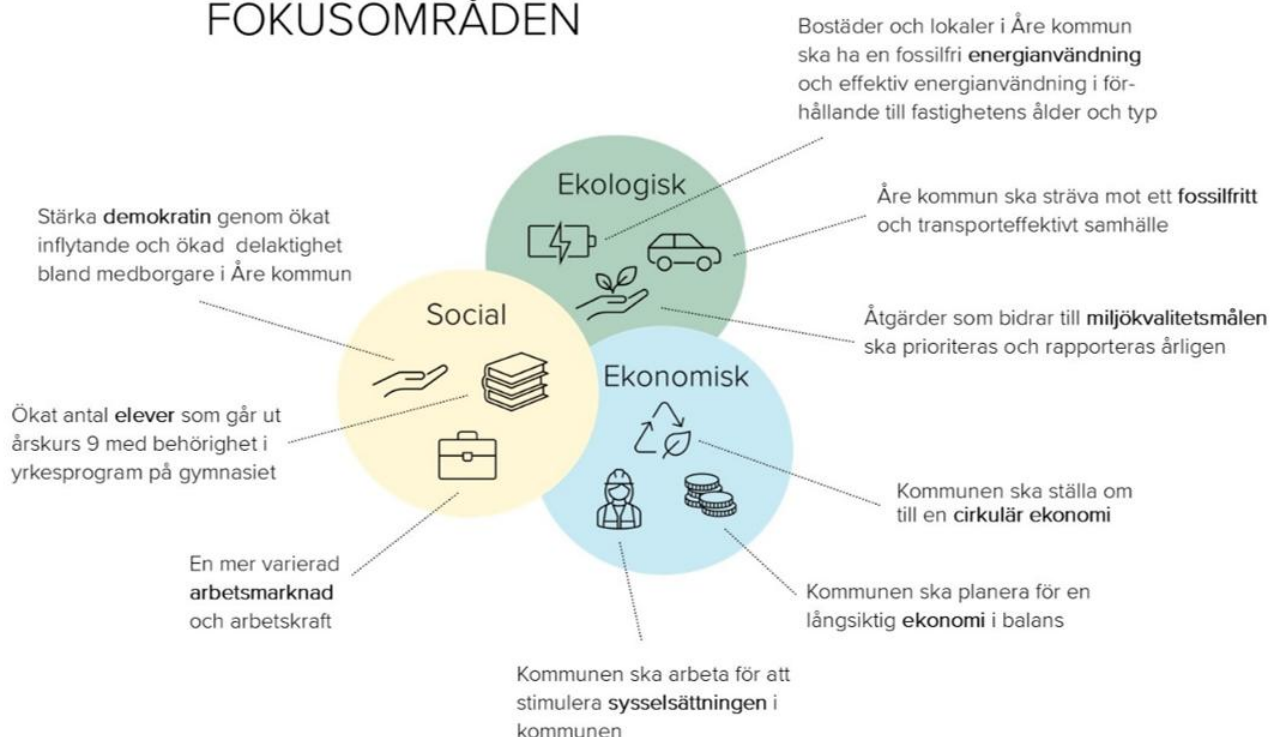 FOKUSOMRÅDEN
Bostäder och lokaler i Åre kommun
ska ha en fossilfri energianvändning
och effektiv energianvändning i för-
hållande till fastighetens ålder och typ
Ekologisk
Åre kommun ska sträva mot ett fossilfritt
och transporteffektivt samhälle
Åtgärder som bidrar till miljökvalitetsmålen
ska prioriteras och rapporteras årligen
Stärka demokratin genom ökat
inflytande och ökad delaktighet
bland medborgare i Åre kommun
Social
Ökat antal elever som går ut
årskurs 9 med behörighet i
yrkesprogram på gymnasiet
En mer varierad
arbetsmarknad
och arbetskraft
Ekonomisk
Kommunen ska ställa om
till en cirkulär ekonomi
Kommunen ska planera för en
långsiktig ekonomi i balans
Kommunen ska arbeta för att
stimulera sysselsättningen i
kommunen